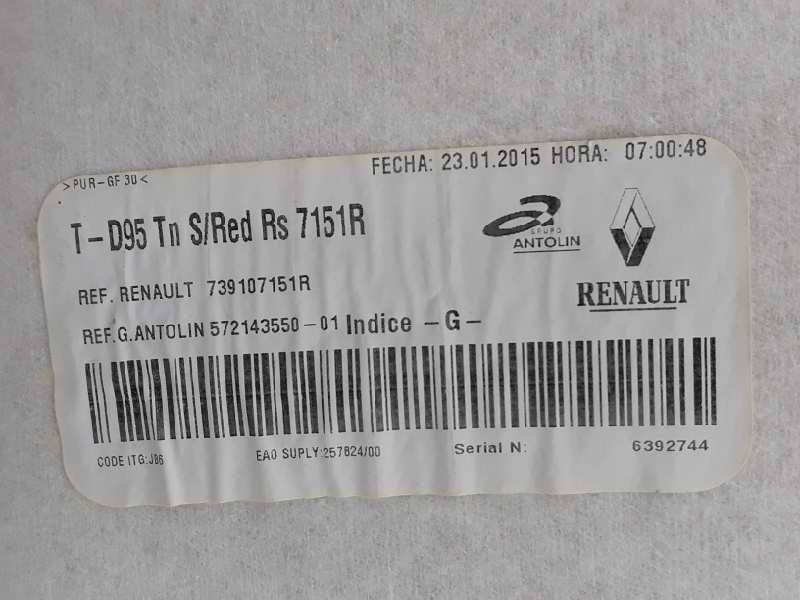 >PUR-GF 30<
FECHA: 23.01.2015 HORA: 07:00:48
T-D95 Tn S/Red Rs 7151R
GRUPO
ANTOLIN
REF. RENAULT 739107151R
RENAULT
REF.G.ANTOLIN 572143550-01 Indice -G-
CODE ITG:J86
EA0 SUPLY:257824/00
Serial N: 6392744